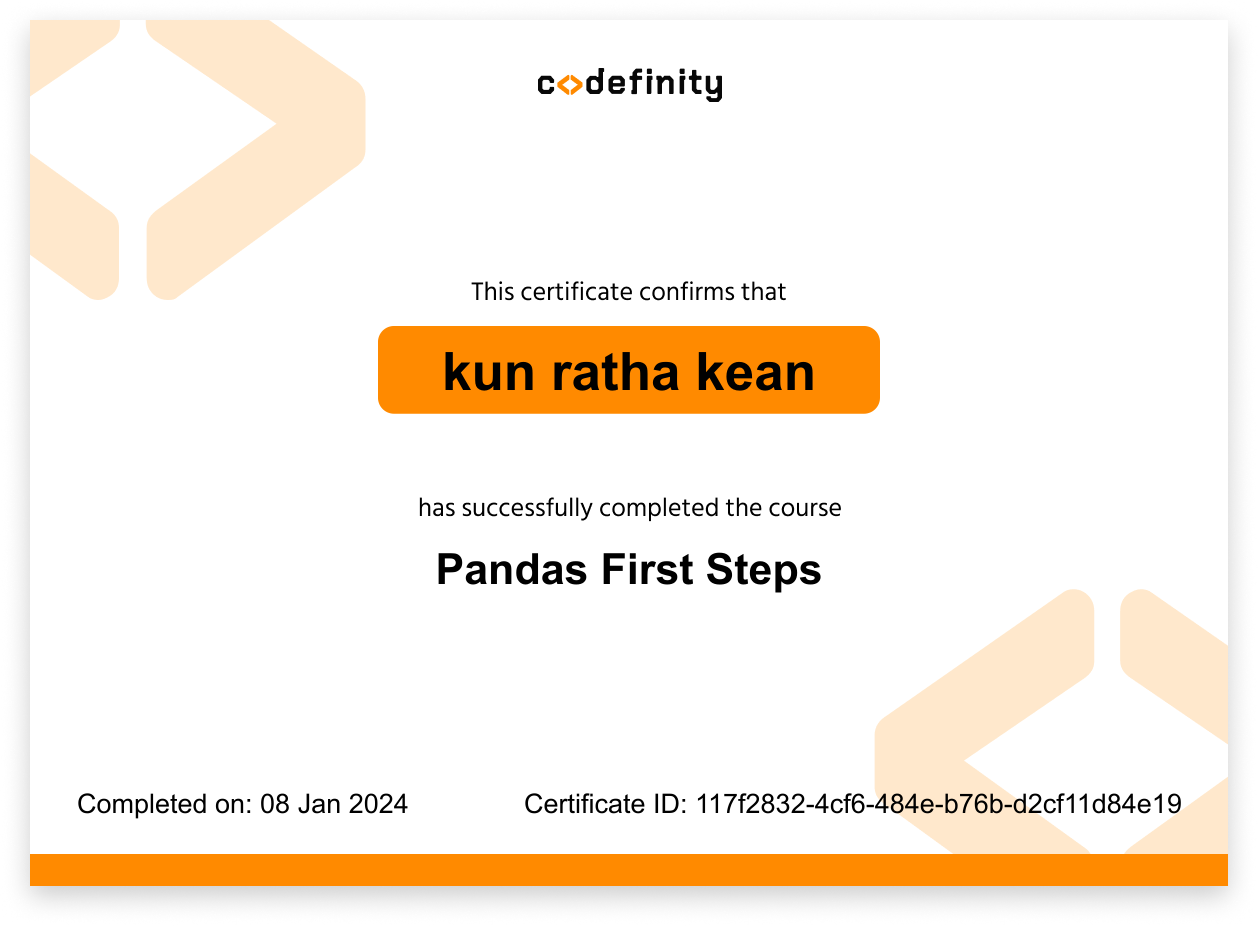 codefinity
This certificate confirms that
kun ratha kean
has successfully completed the course
Pandas First Steps
Completed on: 08 Jan 2024
Certificate ID: 117f2832-4cf6-484e-b76b-d2cf11d84e19